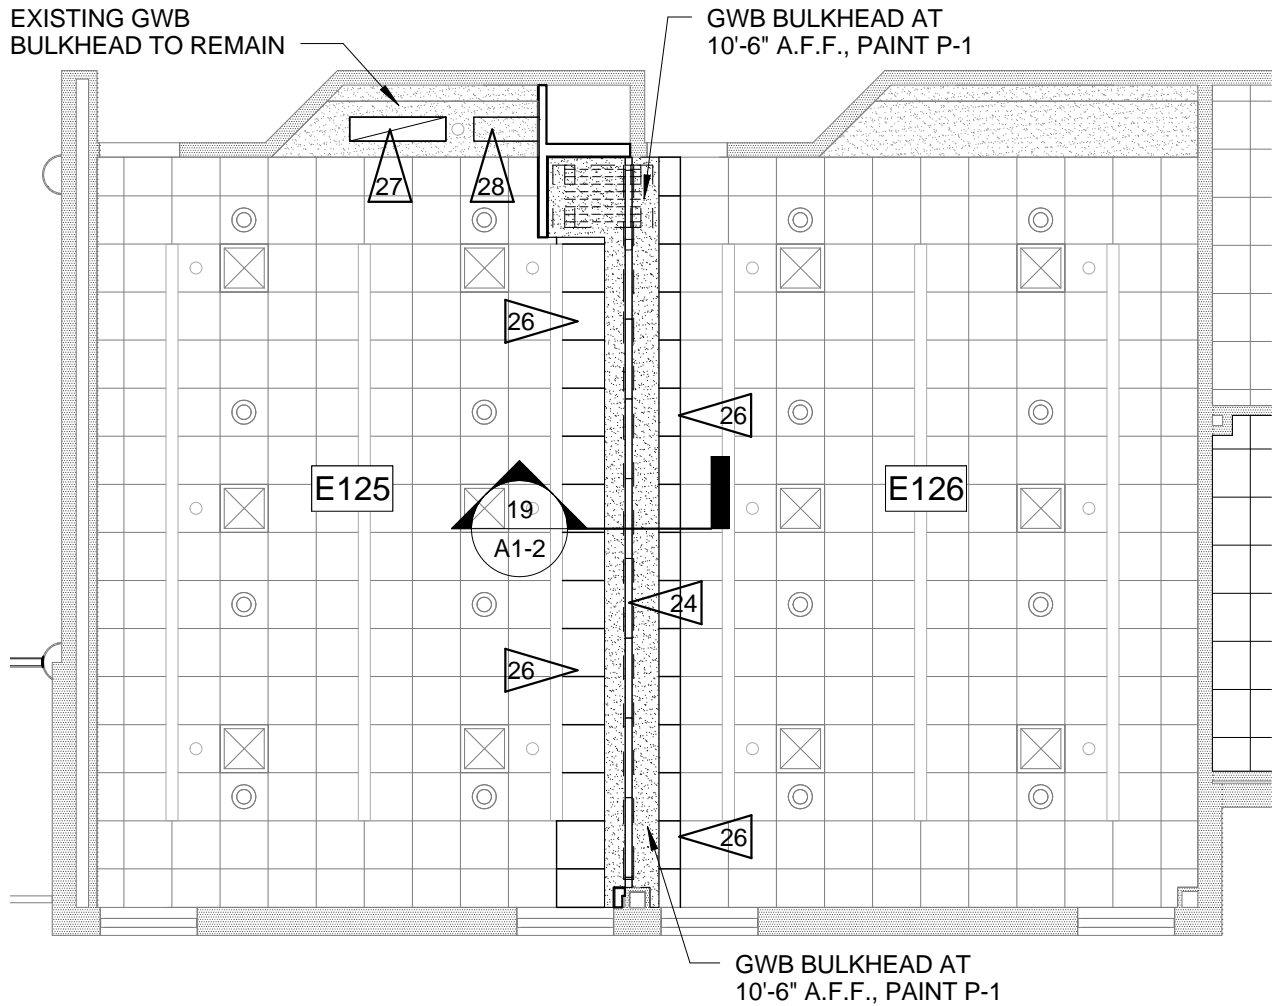 EXISTING GWB
BULKHEAD TO REMAIN
GWB BULKHEAD AT
10'-6" A.F.F., PAINT P-1
27
28
26
26
E125
E126
19
A1-2
24
26
26
GWB BULKHEAD AT
10'-6" A.F.F., PAINT P-1